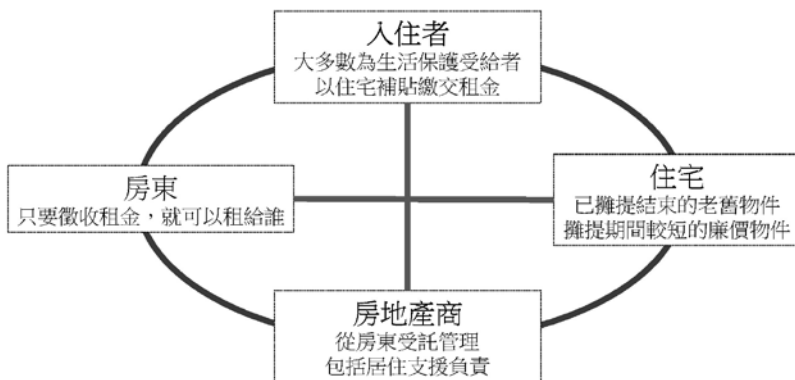 入住者
大多數為生活保護受給者
以住宅補貼繳交租金
房東
只要徵收租金，就可以租給誰
住宅
已攤提結束的老舊物件
攤提期間較短的廉價物件
房地產商
從房東受託管理
包括居住支援負責